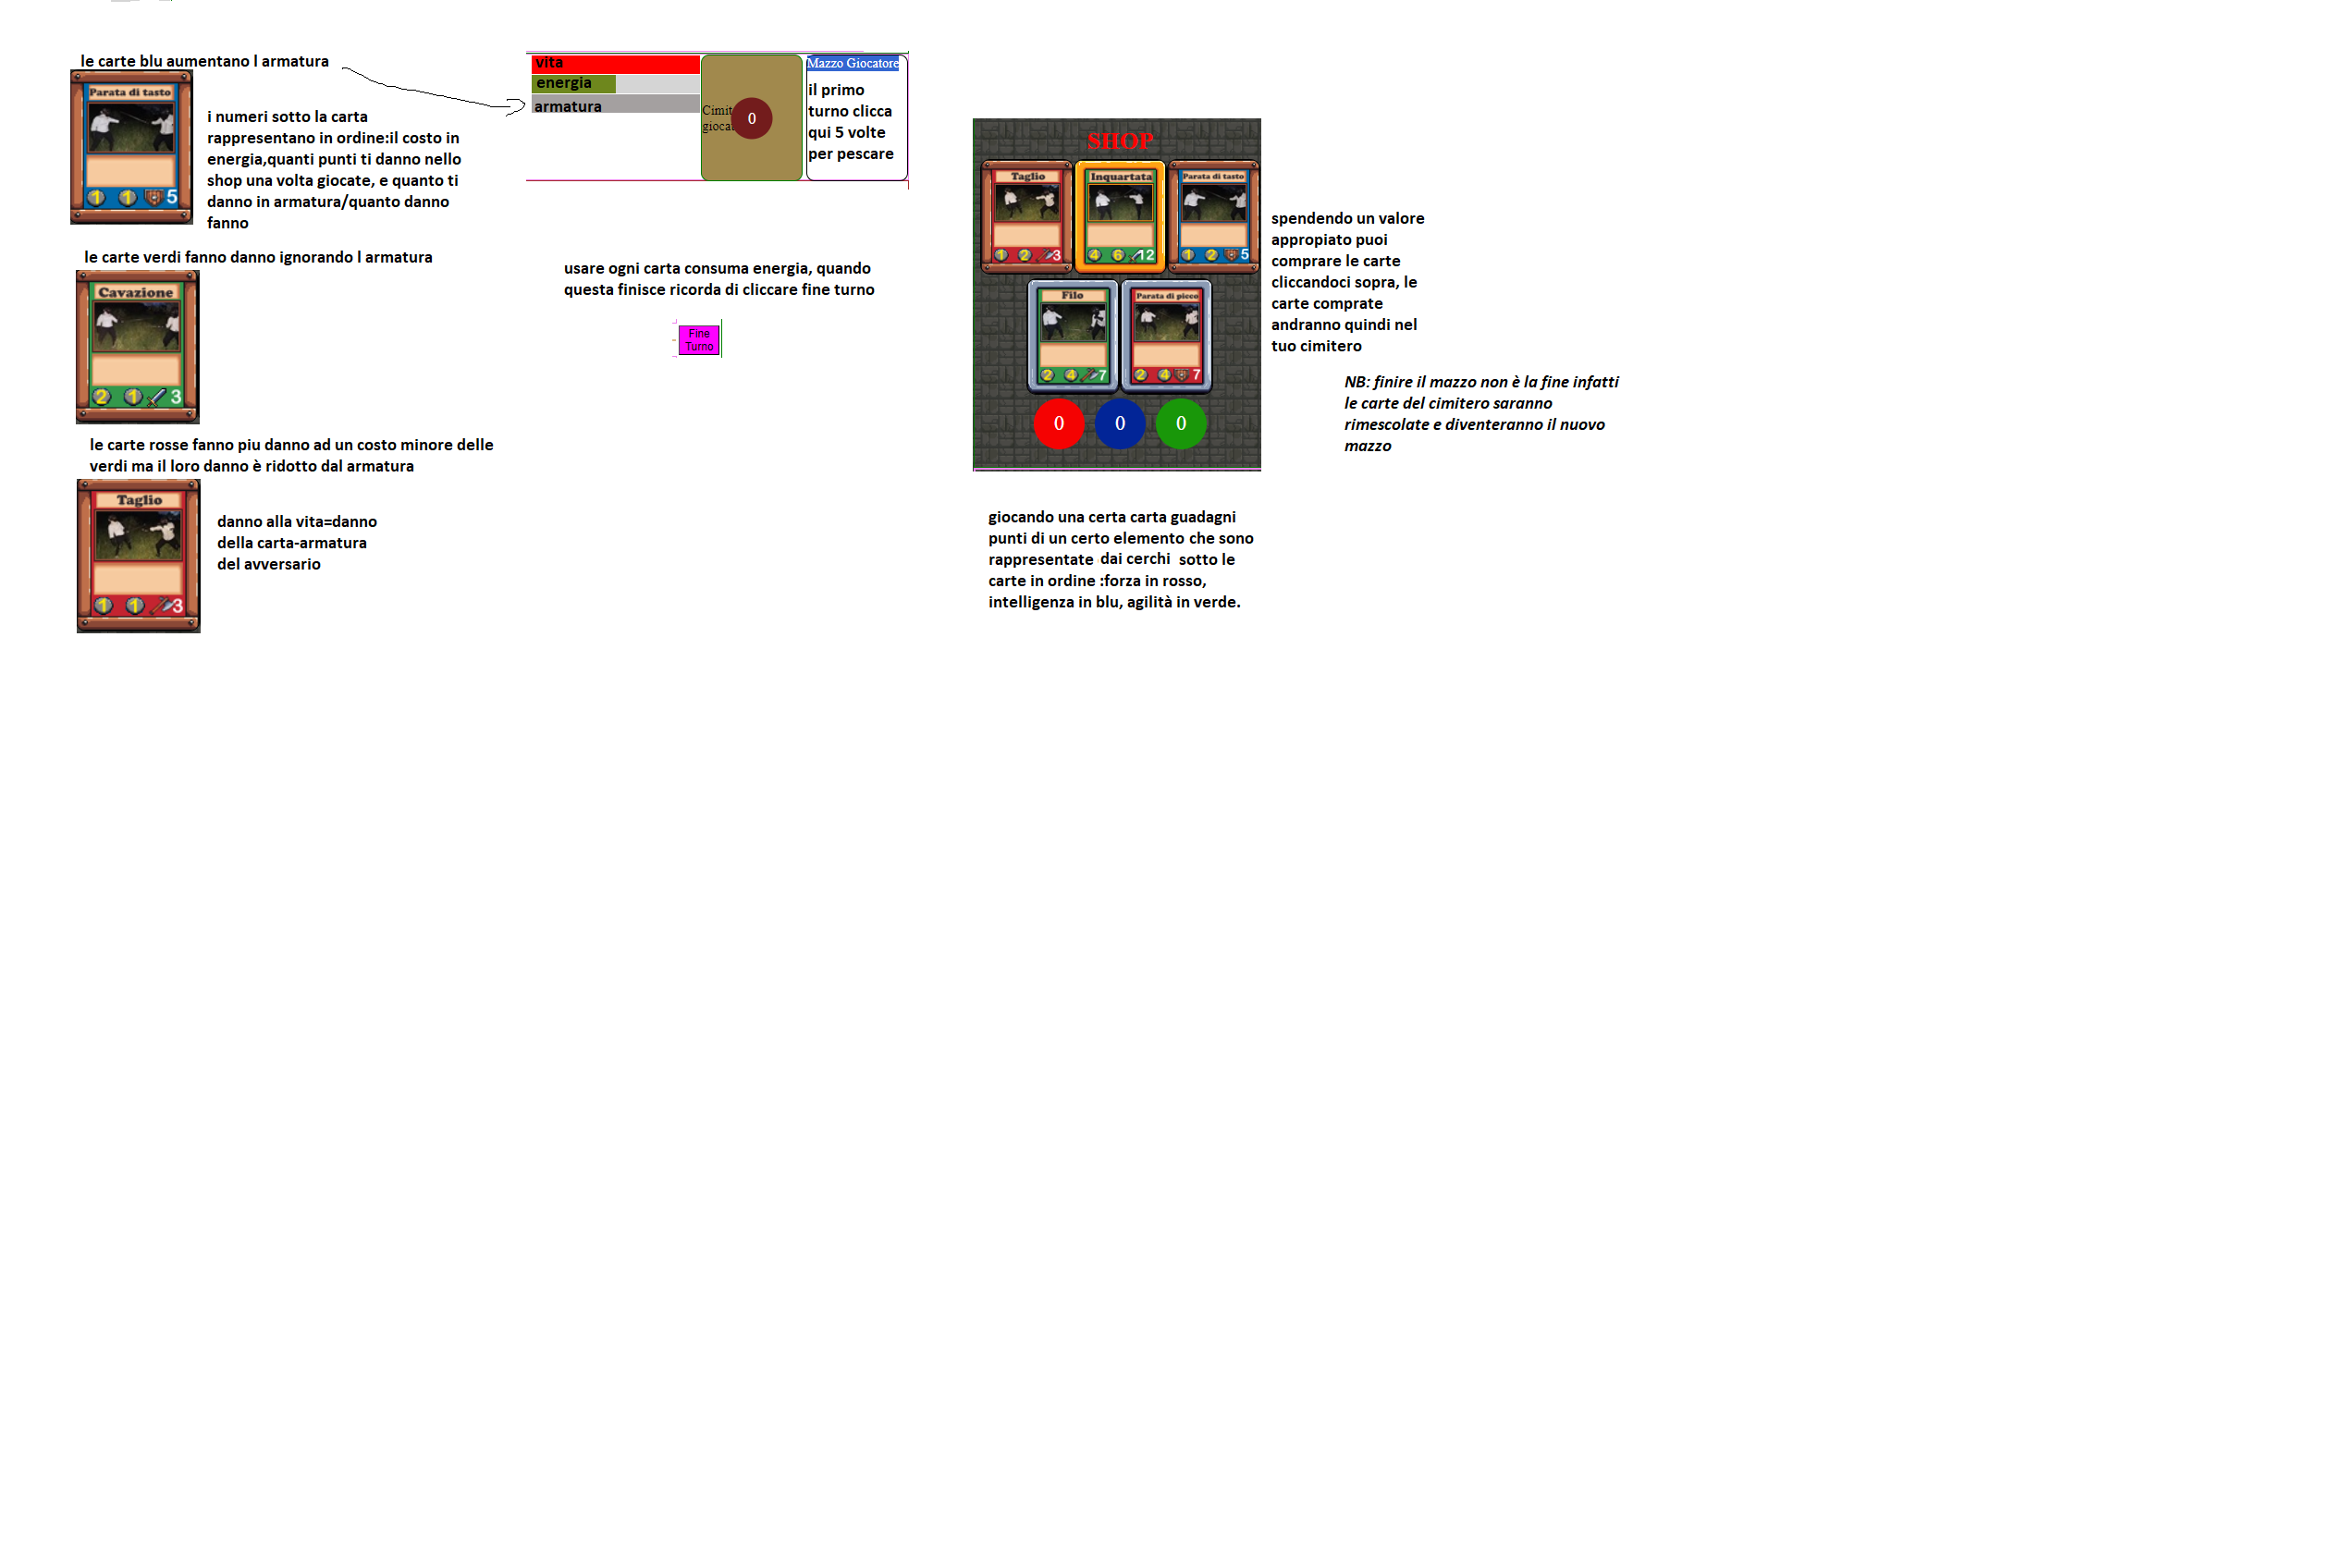 le carte blu aumentano l armatura
Parata di tasto
1 1 5
i numeri sotto la carta
rappresentano in ordine:il costo in
energia,quanti punti ti danno nello
shop una volta giocate, e quanto ti
danno in armatura/quanto danno
fanno
le carte verdi fanno danno ignorando l armatura
Cavazione
2 1 3
le carte rosse fanno piu danno ad un costo minore delle
verdi ma il loro danno è ridotto dal armatura
Taglio
1 1 3
danno alla vita=danno
della carta-armatura
del avversario
vita
energia
armatura
0
Mazzo Giocatore
il primo
turno clicca
qui 5 volte
per pescare
usare ogni carta consuma energia, quando
questa finisce ricorda di cliccare fine turno
Fine
Turno
SHOP
Taglio
1 2 3
Inquartata
4 6 12
Parata di tasto
1 2 5
Filo
2 4 7
Parata di picco
2 4 7
0 0 0
spendendo un valore
appropiato puoi
comprare le carte
cliccandoci sopra, le
carte comprate
andranno quindi nel
tuo cimitero
NB: finire il mazzo non è la fine infatti
le carte del cimitero saranno
rimescolate e diventeranno il nuovo
mazzo
giocando una certa carta guadagni
punti di un certo elemento che sono
rappresentate dai cerchi sotto le
carte in ordine :forza in rosso,
intelligenza in blu, agilità in verde.